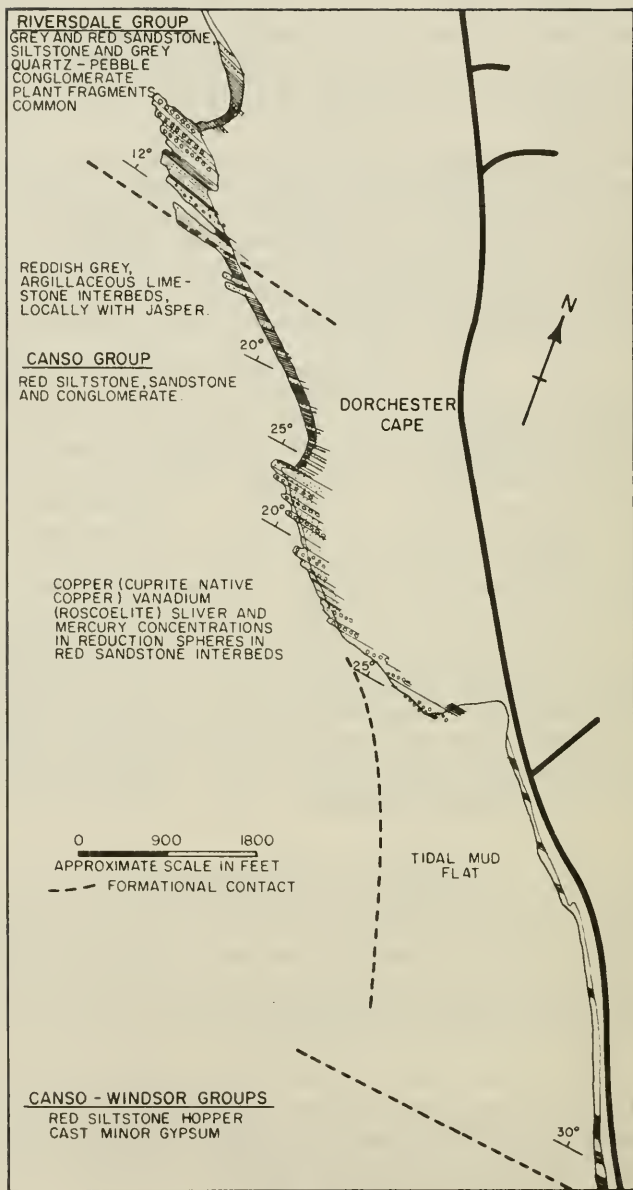 RIVERSDALE GROUP
GREY AND RED SANDSTONE,
SILTSTONE AND GREY
QUARTZ-PEBBLE
CONGLOMERATE
PLANT FRAGMENTS
COMMON
12°
REDDISH GREY,
ARGILLACEOUS LIME-
STONE INTERBEDS,
LOCALLY WITH JASPER.
N
20°
CANSO GROUP
RED SILTSTONE, SANDSTONE
AND CONGLOMERATE.
DORCHESTER
CAPE
25°
20°
COPPER (CUPRITE NATIVE
COPPER) VANADIUM
(ROSCOELITE) SLIVER AND
MERCURY CONCENTRATIONS
IN REDUCTION SPHERES IN
RED SANDSTONE INTERBEDS
25°
0 900 1800
APPROXIMATE SCALE IN FEET
FORMATIONAL CONTACT
TIDAL MUD
FLAT
CANSO - WINDSOR GROUPS
RED SILTSTONE HOPPER
CAST MINOR GYPSUM
30°